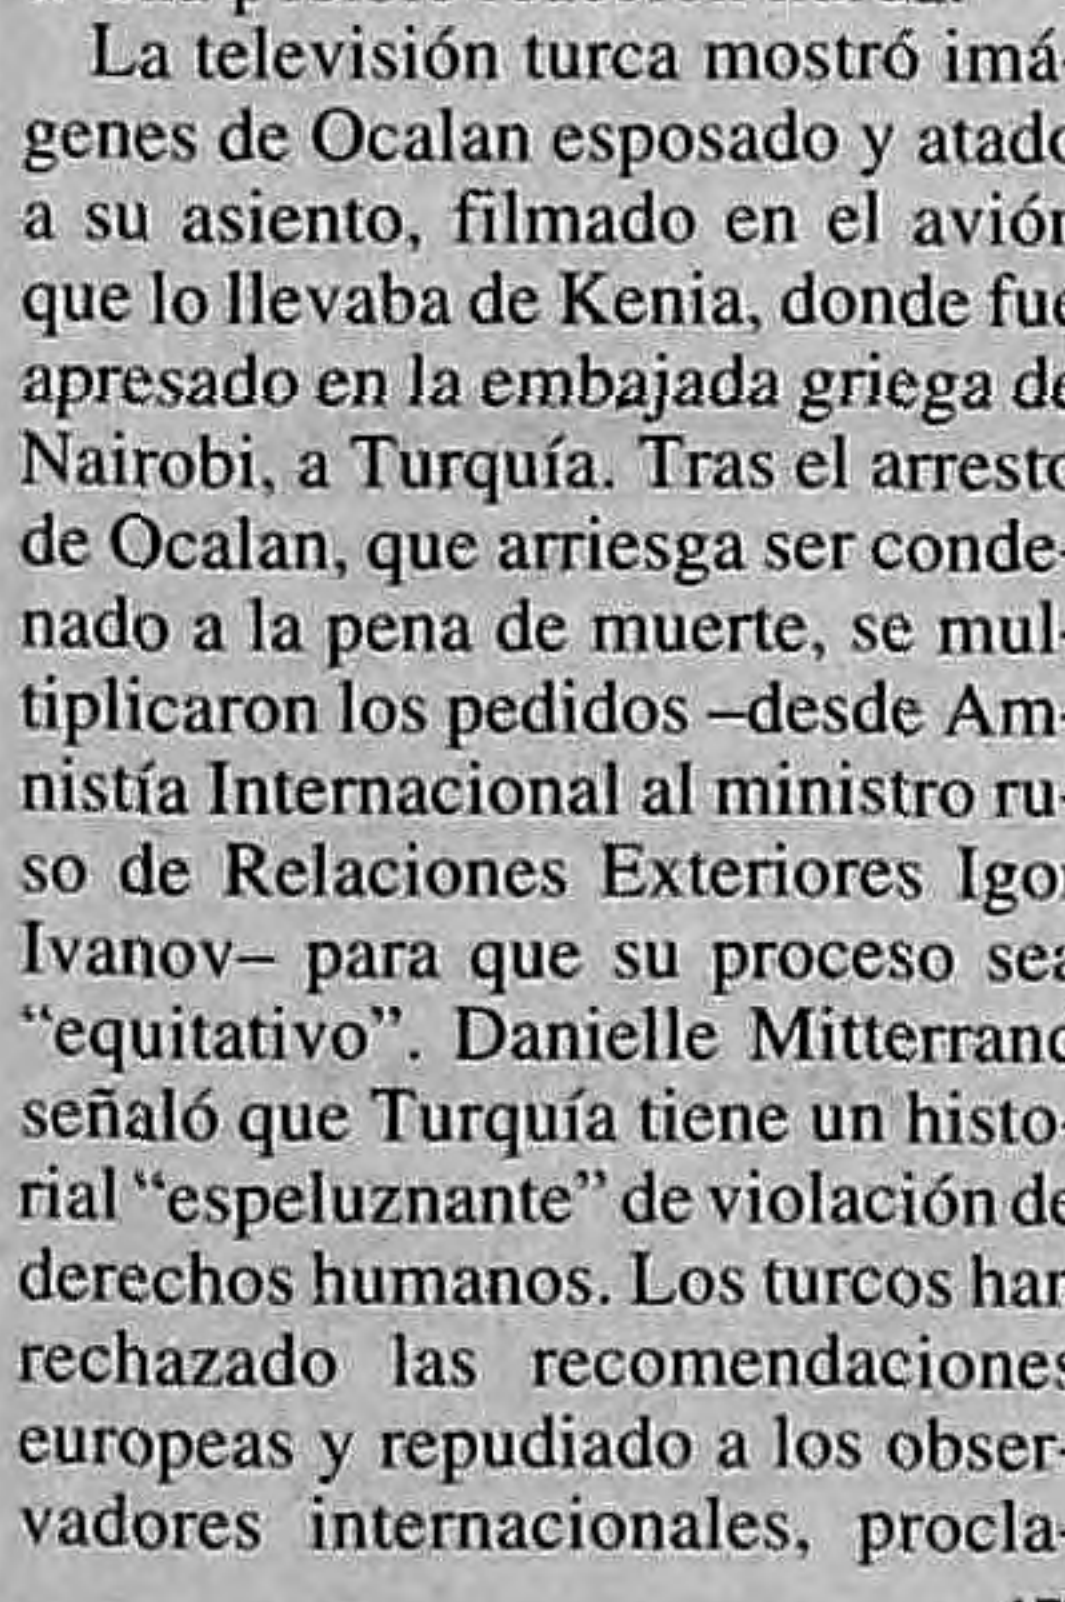 La televisión turca mostró imá-
genes de Ocalan esposado y atado
a su asiento, filmado en el avión
que lo llevaba de Kenia, donde fue
apresado en la embajada griega de
Nairobi, a Turquía. Tras el arresto
de Ocalan, que arriesga ser conde-
nado a la pena de muerte, se mul-
tiplicaron los pedidos –desde Am-
nistía Internacional al ministro ru-
so de Relaciones Exteriores Igor
Ivanov– para que su proceso sea
“equitativo”. Danielle Mitterrand
señaló que Turquía tiene un histo-
rial “espeluznante” de violación de
derechos humanos. Los turcos han
rechazado las recomendaciones
europeas y repudiado a los obser-
vadores internacionales, procla-